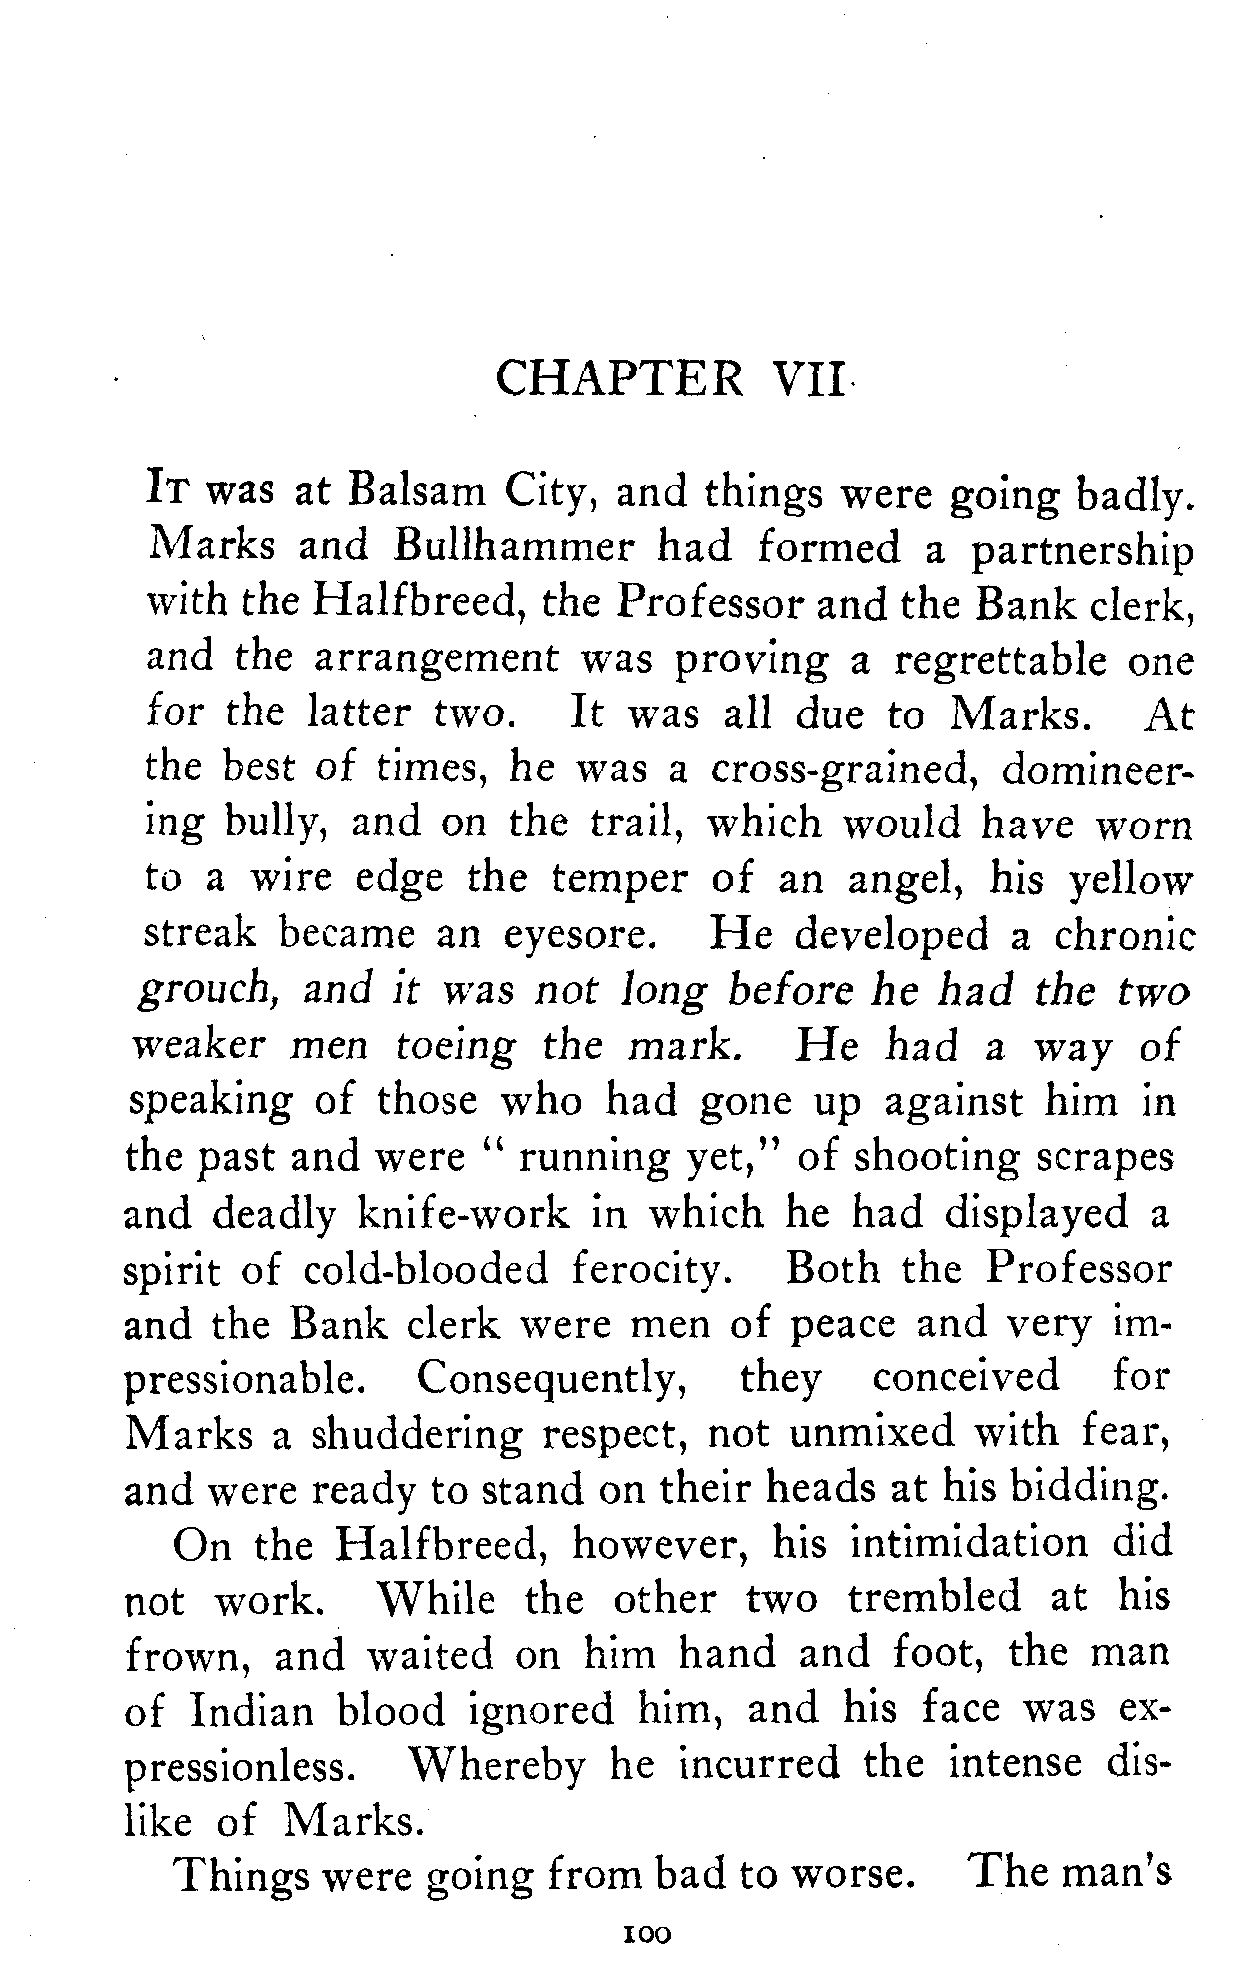 CHAPTER VII
IT was at Balsam City, and things were going badly.
Marks and Bullhammer had formed a partnership
with the Halfbreed, the Professor and the Bank clerk,
and the arrangement was proving a regrettable one
for the latter two. It was all due to Marks. At
the best of times, he was a cross-grained, domineer-
ing bully, and on the trail, which would have worn
to a wire edge the temper of an angel, his yellow
streak became an eyesore. He developed a chronic
grouch, and it was not long before he had the two
weaker men toeing the mark. He had a way of
speaking of those who had gone up against him in
the past and were “ running yet,” of shooting scrapes
and deadly knife-work in which he had displayed a
spirit of cold-blooded ferocity. Both the Professor
and the Bank clerk were men of peace and very im-
pressionable. Consequently, they conceived for
Marks a shuddering respect, not unmixed with fear,
and were ready to stand on their heads at his bidding.
On the Halfbreed, however, his intimidation did
not work. While the other two trembled at his
frown, and waited on him hand and foot, the man
of Indian blood ignored him, and his face was ex-
pressionless. Whereby he incurred the intense dis-
like of Marks.
Things were going from bad to worse. The man's
100